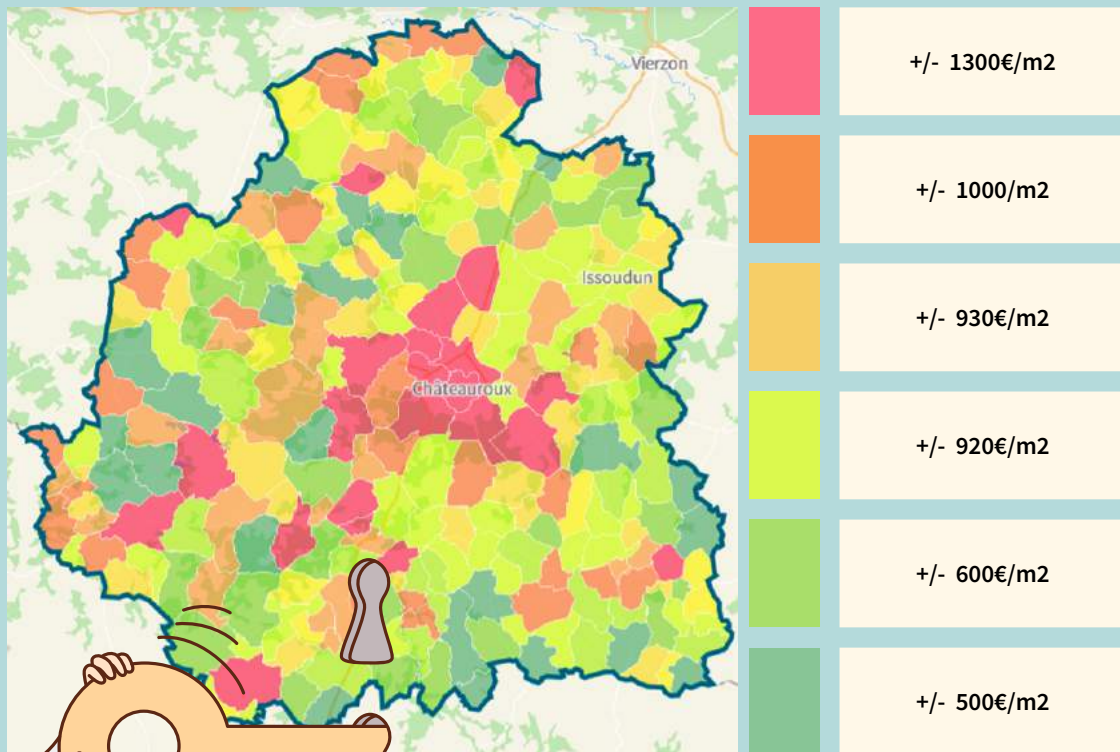 Vierzon
Issoudun
Châteauroux
+/- 1300€/m2
+/- 1000/m2
+/- 930€/m2
+/- 920€/m2
+/- 600€/m2
+/- 500€/m2